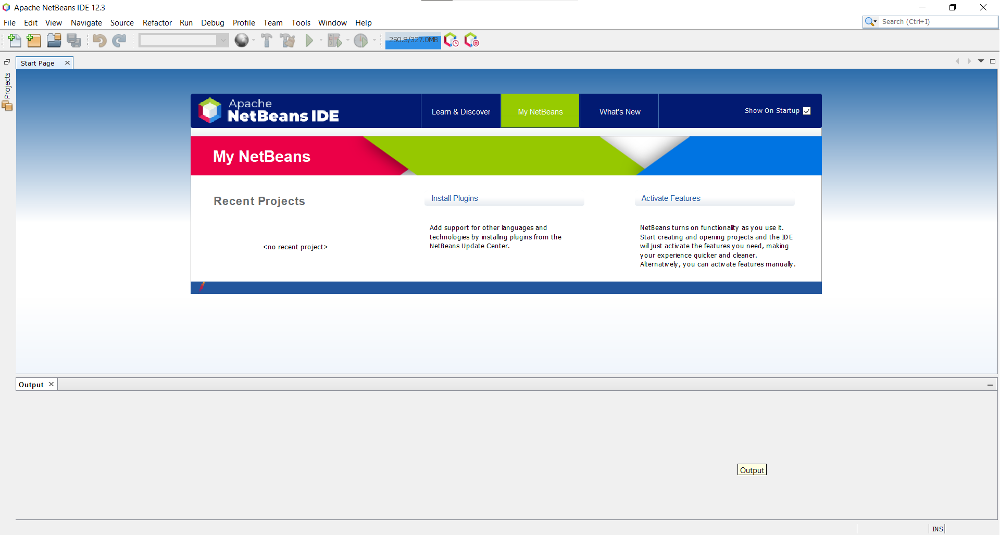 Apache NetBeans IDE 12.3
File Edit View Navigate Source Refactor Run Debug Profile Team Tools Window Help
Search (Ctrl+I)
250.8/327.0MB
Projects
Start Page
Apache
NetBeans IDE
Learn & Discover
My NetBeans
What's New
Show On Startup
My NetBeans
Recent Projects
<no recent project>
Install Plugins
Add support for other languages and
technologies by installing plugins from the
NetBeans Update Center.
Activate Features
NetBeans turns on functionality as you use it.
Start creating and opening projects and the IDE
will just activate the features you need, making
your experience quicker and cleaner.
Alternatively, you can activate features manually.
Output
Output
INS